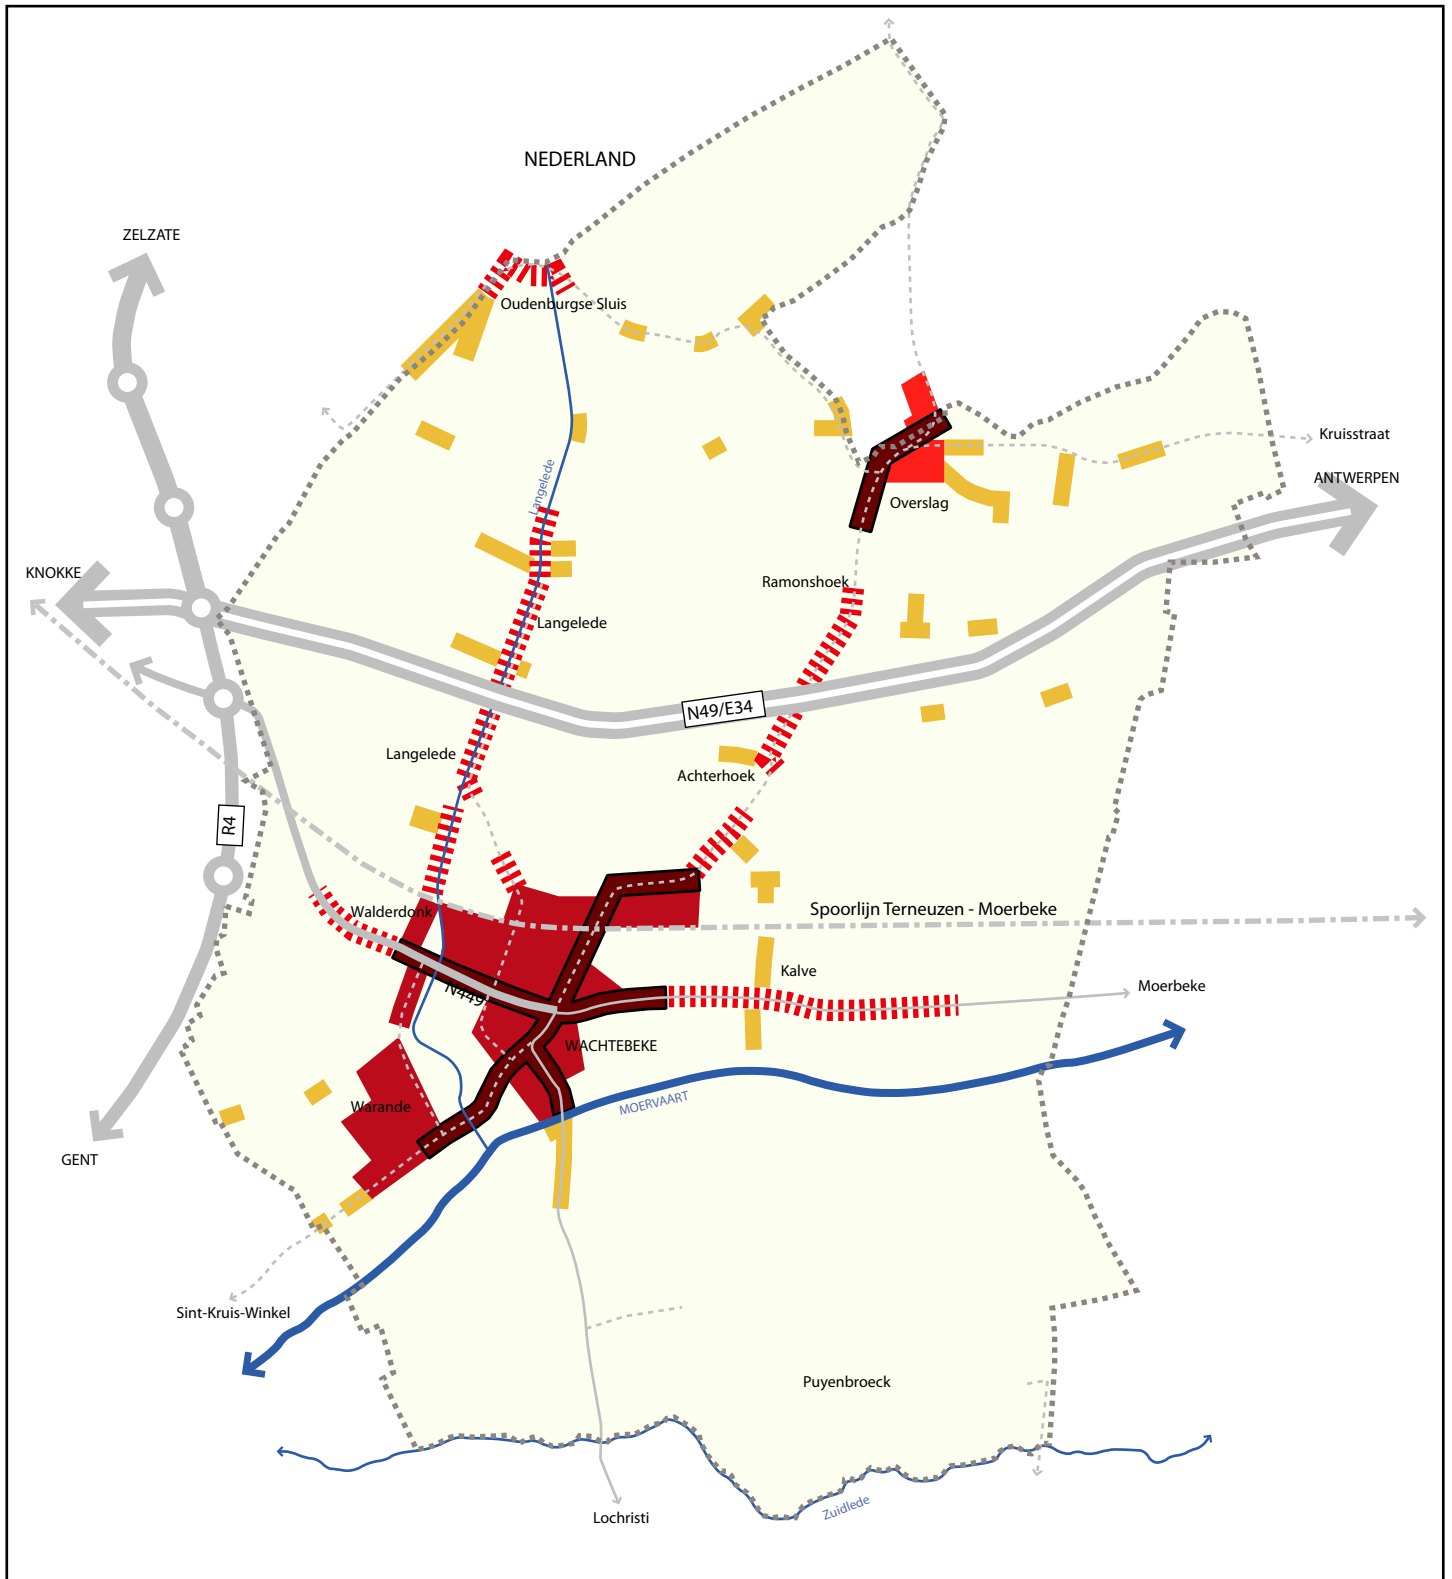 NEDERLAND
ZELZATE
Oudenburgse Sluis
Kruisstraat
ANTWERPEN
Langelede
Overslag
KNOKKE
Ramonshoek
Langelede
N49/E34
Langelede
Achterhoek
R4
Walderdonk
Spoorlijn Terneuzen - Moerbeke
Kalve
Moerbeke
N449
WACHTEBEKE
MOERVAART
Warande
GENT
Sint-Kruis-Winkel
Puyenbroeck
Zuidlede
Lochristi